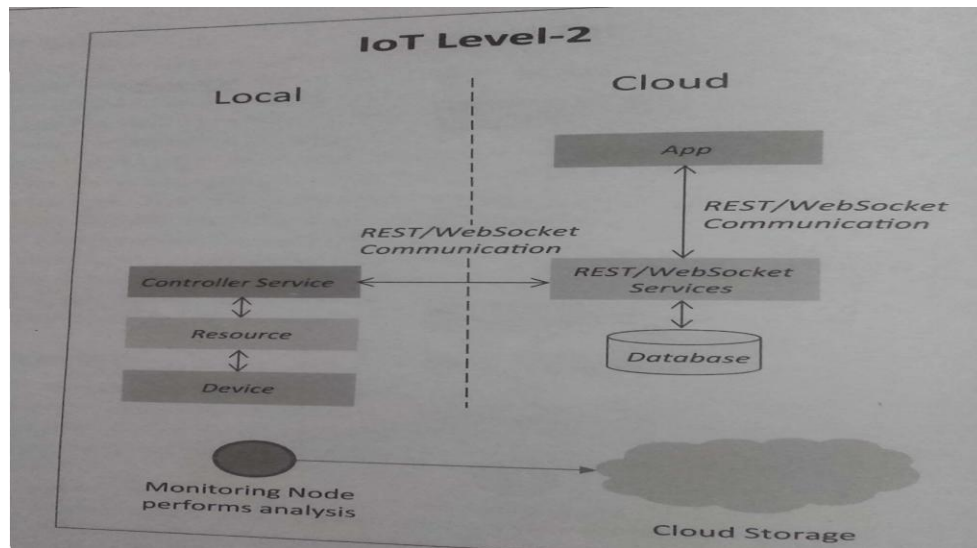 IoT Level-2
Local
Cloud
App
REST/WebSocket
Communication
REST/WebSocket
Communication
Controller Service
REST/WebSocket
Services
Resource
Database
Device
Monitoring Node
performs analysis
Cloud Storage